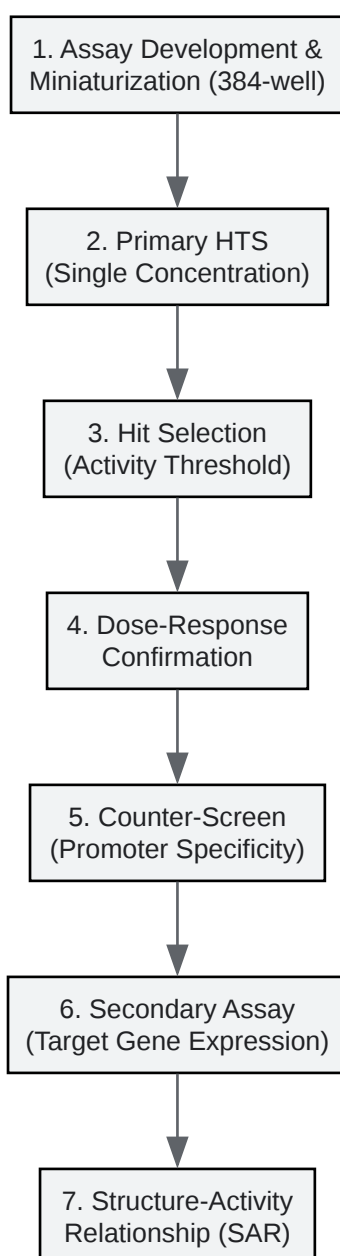 1. Assay Development &
Miniaturization (384-well)
2. Primary HTS
(Single Concentration)
3. Hit Selection
(Activity Threshold)
4. Dose-Response
Confirmation
5. Counter-Screen
(Promoter Specificity)
6. Secondary Assay
(Target Gene Expression)
7. Structure-Activity
Relationship (SAR)